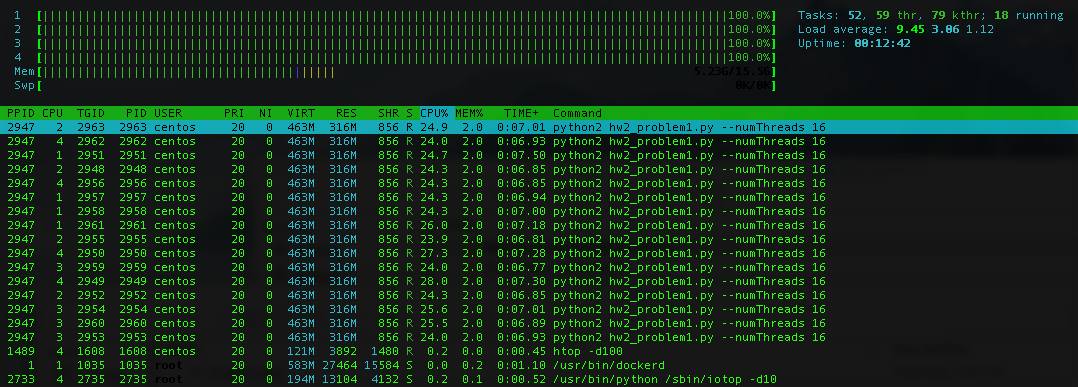 1 [||||||||||||||||||||||||||||||||||||||||||||||||||100.0%] Tasks: 52, 59 thr, 79 kthr; 18 running
2 [||||||||||||||||||||||||||||||||||||||||||||||||||100.0%] Load average: 9.45 3.06 1.12
3 [||||||||||||||||||||||||||||||||||||||||||||||||||100.0%] Uptime: 00:12:42
4 [||||||||||||||||||||||||||||||||||||||||||||||||||100.0%]
Mem[|||||||||||||||||||||||||||||||||||||||||| 5.23G/15.5G]
Swp[ 0K/0K]
PPID CPU TGID PID USER PRI NI VIRT RES SHR S CPU% MEM% TIME+ Command
2947 2 2963 2963 centos 20 0 463M 316M 856 R 24.9 2.0 0:07.01 python2 hw2_problem1.py --numThreads 16
2947 4 2962 2962 centos 20 0 463M 316M 856 R 24.0 2.0 0:06.93 python2 hw2_problem1.py --numThreads 16
2947 1 2951 2951 centos 20 0 463M 316M 856 R 24.7 2.0 0:07.50 python2 hw2_problem1.py --numThreads 16
2947 2 2948 2948 centos 20 0 463M 316M 856 R 24.3 2.0 0:06.85 python2 hw2_problem1.py --numThreads 16
2947 4 2956 2956 centos 20 0 463M 316M 856 R 24.3 2.0 0:06.85 python2 hw2_problem1.py --numThreads 16
2947 1 2957 2957 centos 20 0 463M 316M 856 R 24.3 2.0 0:06.94 python2 hw2_problem1.py --numThreads 16
2947 1 2958 2958 centos 20 0 463M 316M 856 R 24.3 2.0 0:07.00 python2 hw2_problem1.py --numThreads 16
2947 1 2961 2961 centos 20 0 463M 316M 856 R 26.0 2.0 0:07.18 python2 hw2_problem1.py --numThreads 16
2947 2 2955 2955 centos 20 0 463M 316M 856 R 23.9 2.0 0:06.81 python2 hw2_problem1.py --numThreads 16
2947 4 2950 2950 centos 20 0 463M 316M 856 R 27.3 2.0 0:07.28 python2 hw2_problem1.py --numThreads 16
2947 3 2959 2959 centos 20 0 463M 316M 856 R 24.0 2.0 0:06.77 python2 hw2_problem1.py --numThreads 16
2947 4 2949 2949 centos 20 0 463M 316M 856 R 28.0 2.0 0:07.30 python2 hw2_problem1.py --numThreads 16
2947 2 2952 2952 centos 20 0 463M 316M 856 R 24.3 2.0 0:06.85 python2 hw2_problem1.py --numThreads 16
2947 3 2954 2954 centos 20 0 463M 316M 856 R 25.6 2.0 0:07.01 python2 hw2_problem1.py --numThreads 16
2947 3 2960 2960 centos 20 0 463M 316M 856 R 25.5 2.0 0:06.89 python2 hw2_problem1.py --numThreads 16
2947 3 2953 2953 centos 20 0 463M 316M 856 R 24.0 2.0 0:06.93 python2 hw2_problem1.py --numThreads 16
1489 4 1608 1608 centos 20 0 121M 3892 1480 R 0.2 0.0 0:00.45 htop -d100
1 1 1035 1035 root 20 0 583M 27464 15584 S 0.0 0.2 0:01.10 /usr/bin/dockerd
2733 4 2735 2735 root 20 0 194M 13104 4132 S 0.2 0.1 0:00.52 /usr/bin/python /sbin/iotop -d10